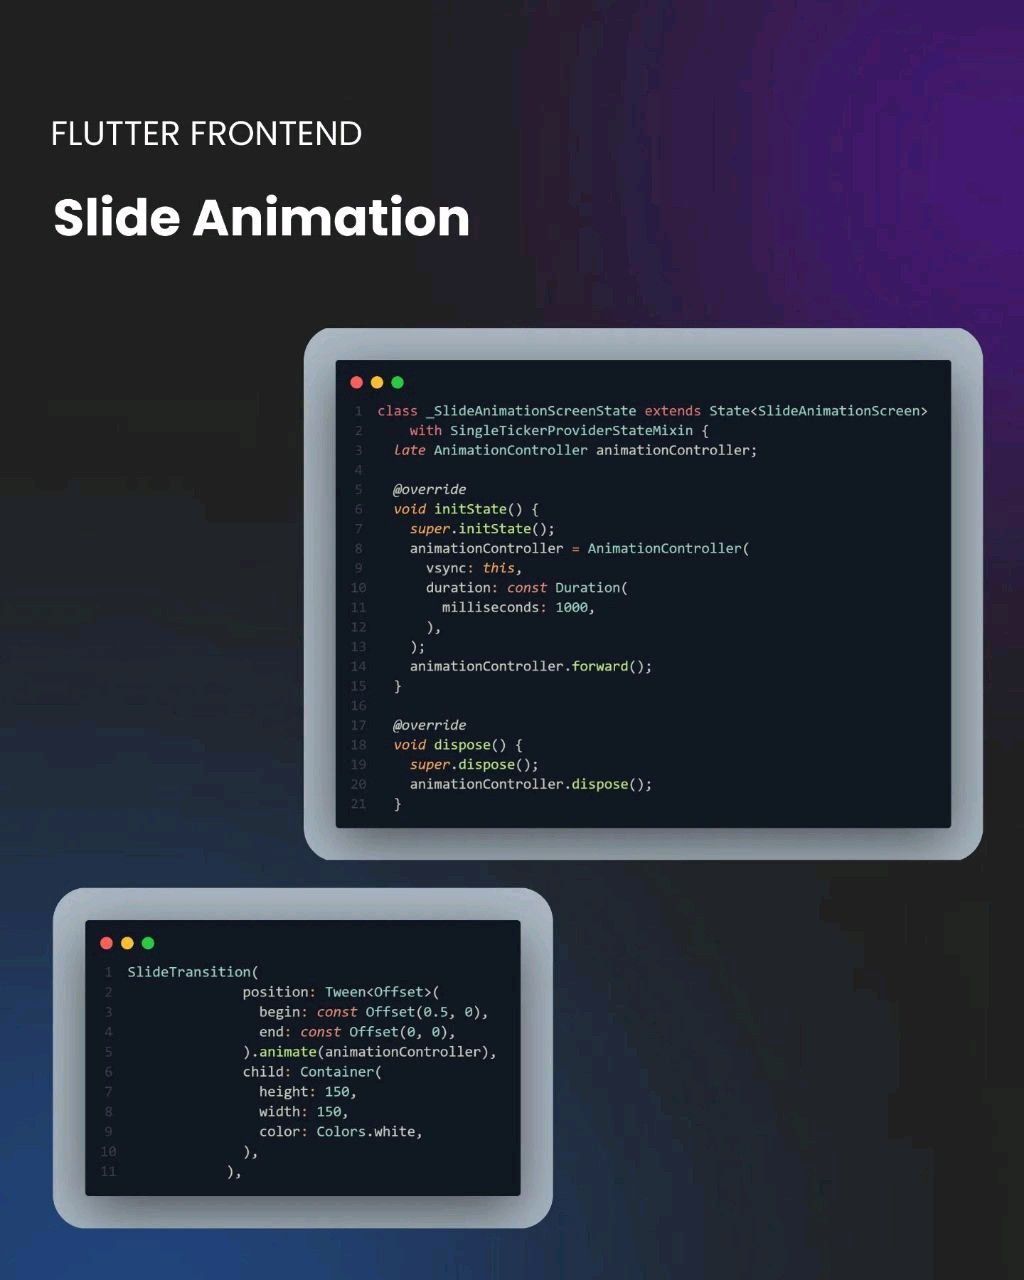 FLUTTER FRONTEND
Slide Animation
1 class _SlideAnimationScreenState extends State<SlideAnimationScreen>
2     with SingleTickerProviderStateMixin {
3   late AnimationController animationController;
4
5   @override
6   void initState() {
7     super.initState();
8     animationController = AnimationController(
9       vsync: this,
10       duration: const Duration(
11         milliseconds: 1000,
12       ),
13     );
14     animationController.forward();
15   }
16
17   @override
18   void dispose() {
19     super.dispose();
20     animationController.dispose();
21   }
1 SlideTransition(
2               position: Tween<Offset>(
3                 begin: const Offset(0.5, 0),
4                 end: const Offset(0, 0),
5               ).animate(animationController),
6               child: Container(
7                 height: 150,
8                 width: 150,
9                 color: Colors.white,
10               ),
11             ),